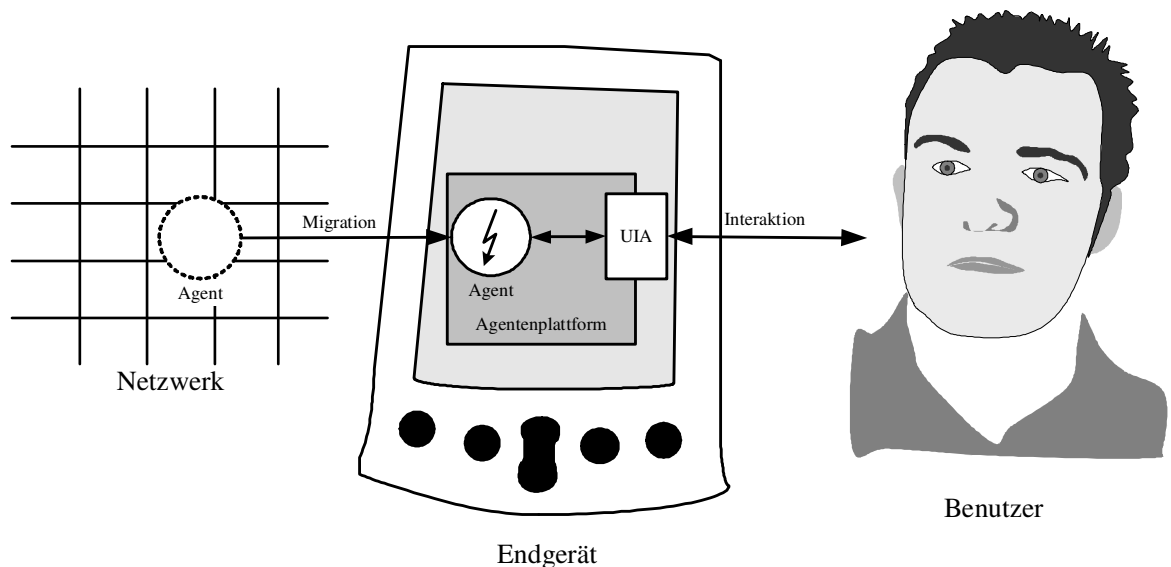 Migration
Agent
Netzwerk
UIA
Agent
Agentenplattform
Endgerät
Interaktion
Benutzer